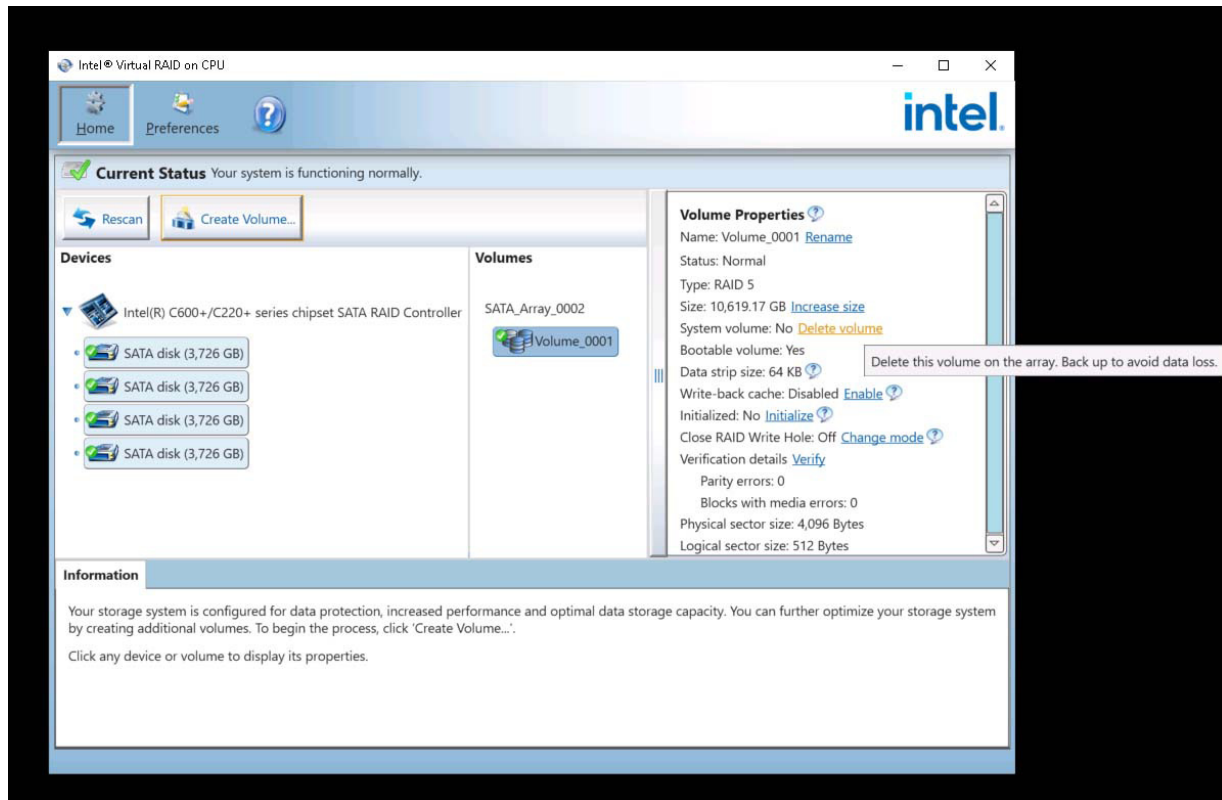 Intel® Virtual RAID on CPU
Home
Preferences
intel.
Current Status Your system is functioning normally.
Rescan
Create Volume...
Devices
Intel(R) C600+/C220+ series chipset SATA RAID Controller
SATA disk (3,726 GB)
SATA disk (3,726 GB)
SATA disk (3,726 GB)
SATA disk (3,726 GB)
Volumes
SATA_Array_0002
Volume_0001
Volume Properties
Name: Volume_0001 Rename
Status: Normal
Type: RAID 5
Size: 10,619.17 GB Increase size
System volume: No Delete volume
Bootable volume: Yes
Delete this volume on the array. Back up to avoid data loss.
Data strip size: 64 KB
Write-back cache: Disabled Enable
Initialized: No Initialize
Close RAID Write Hole: Off Change mode
Verification details Verify
Parity errors: 0
Blocks with media errors: 0
Physical sector size: 4,096 Bytes
Logical sector size: 512 Bytes
Information
Your storage system is configured for data protection, increased performance and optimal data storage capacity. You can further optimize your storage system
by creating additional volumes. To begin the process, click 'Create Volume...'.
Click any device or volume to display its properties.